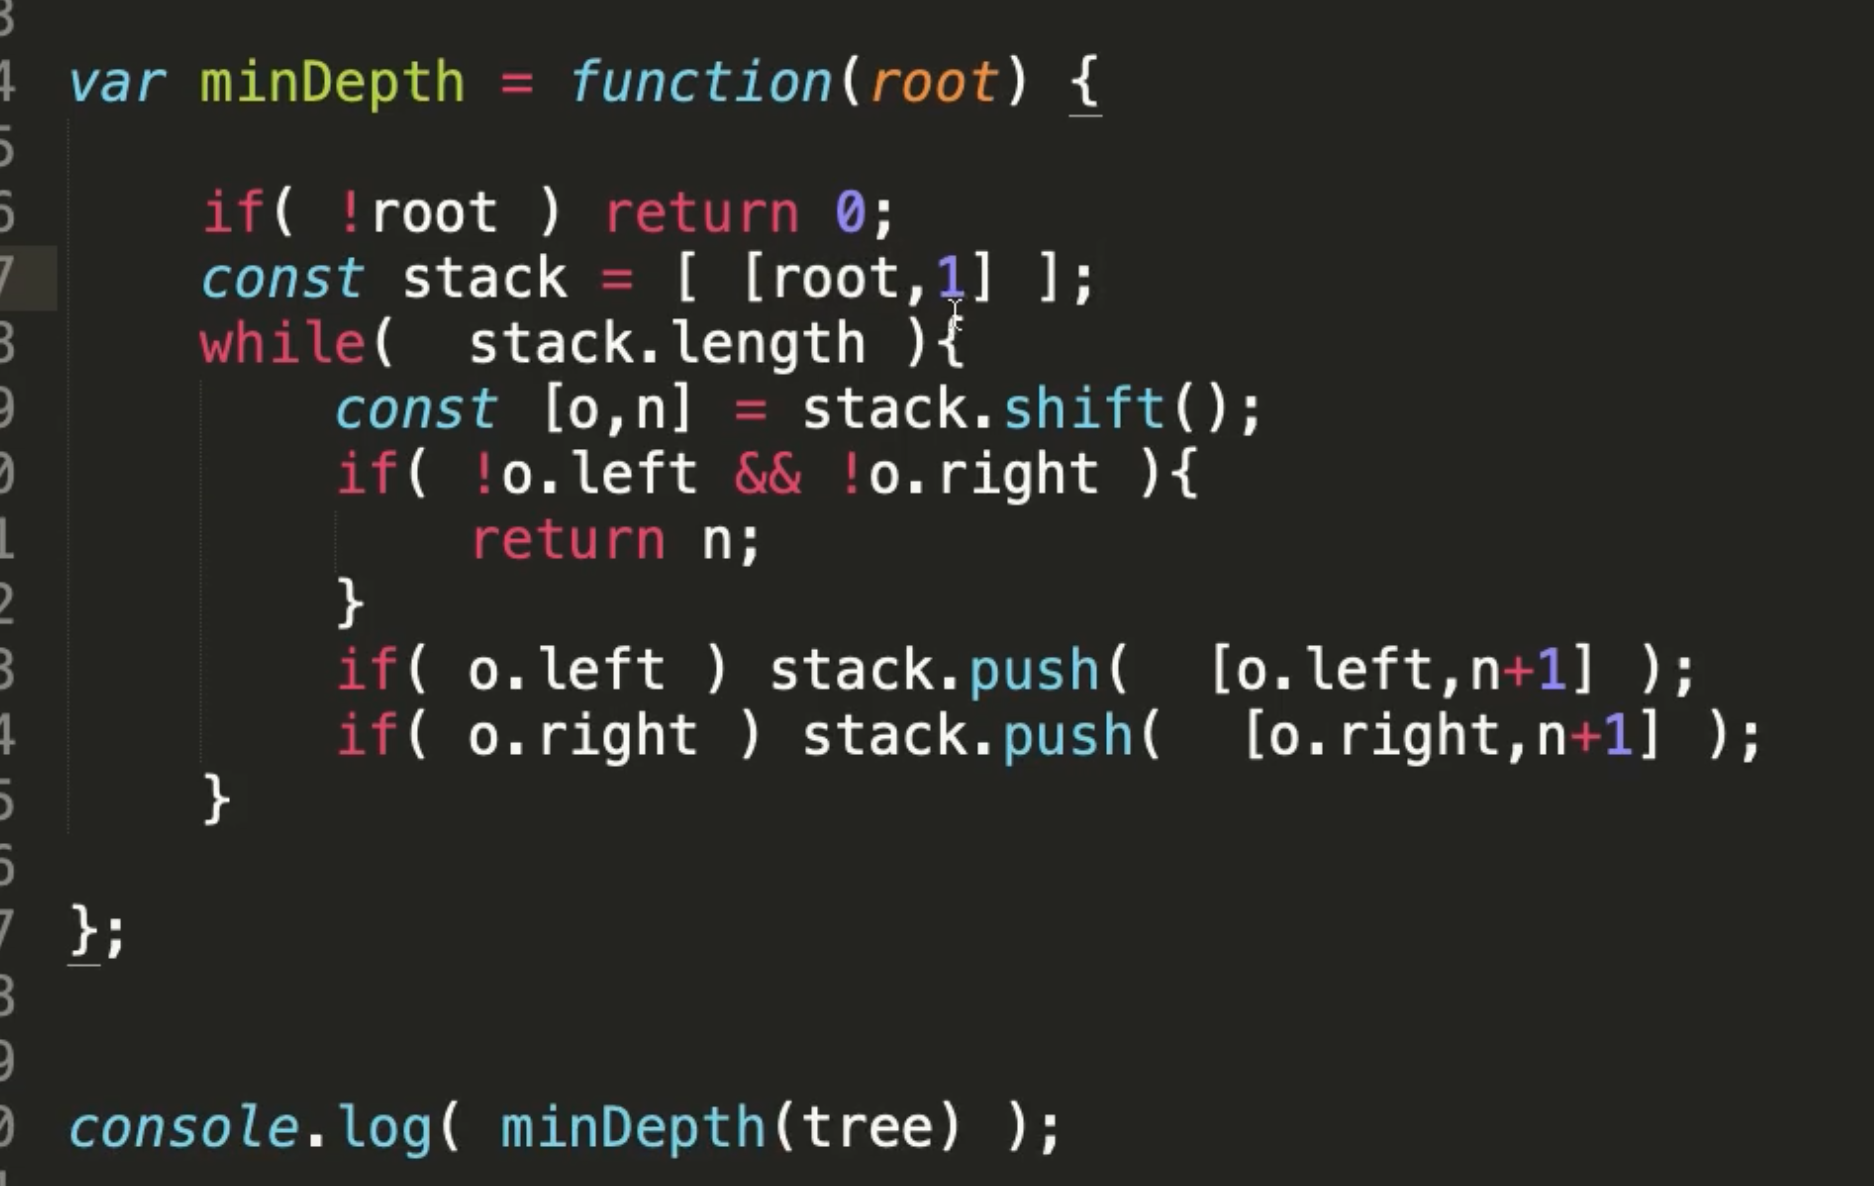 3
4 var minDepth = function(root) {
5
6     if( !root ) return 0;
7     const stack = [ [root,1] ];
8     while(  stack.length ){
9         const [o,n] = stack.shift();
0         if( !o.left && !o.right ){
1             return n;
2         }
3         if( o.left ) stack.push(  [o.left,n+1] );
4         if( o.right ) stack.push(  [o.right,n+1] );
5     }
6
7 };
8
9
0 console.log( minDepth(tree) );